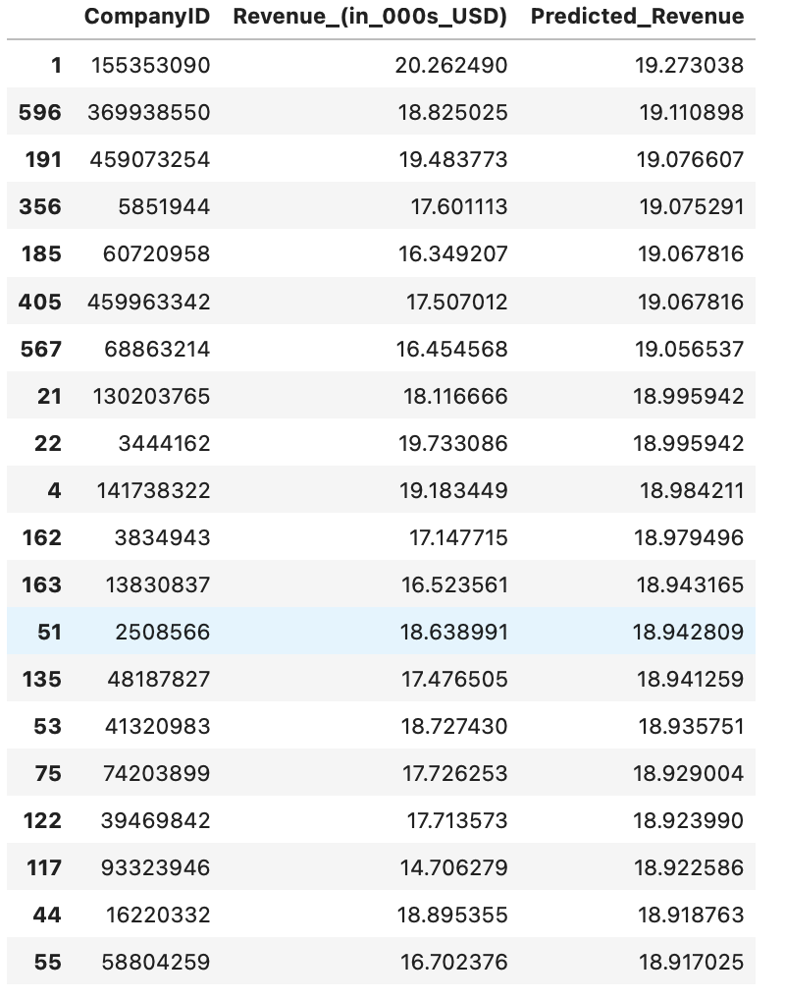 CompanyID Revenue_(in_000s_USD) Predicted_Revenue
1 155353090 20.262490 19.273038
596 369938550 18.825025 19.110898
191 459073254 19.483773 19.076607
356 5851944 17.601113 19.075291
185 60720958 16.349207 19.067816
405 459963342 17.507012 19.067816
567 68863214 16.454568 19.056537
21 130203765 18.116666 18.995942
22 3444162 19.733086 18.995942
4 141738322 19.183449 18.984211
162 3834943 17.147715 18.979496
163 13830837 16.523561 18.943165
51 2508566 18.638991 18.942809
135 48187827 17.476505 18.941259
53 41320983 18.727430 18.935751
75 74203899 17.726253 18.929004
122 39469842 17.713573 18.923990
117 93323946 14.706279 18.922586
44 16220332 18.895355 18.918763
55 58804259 16.702376 18.917025